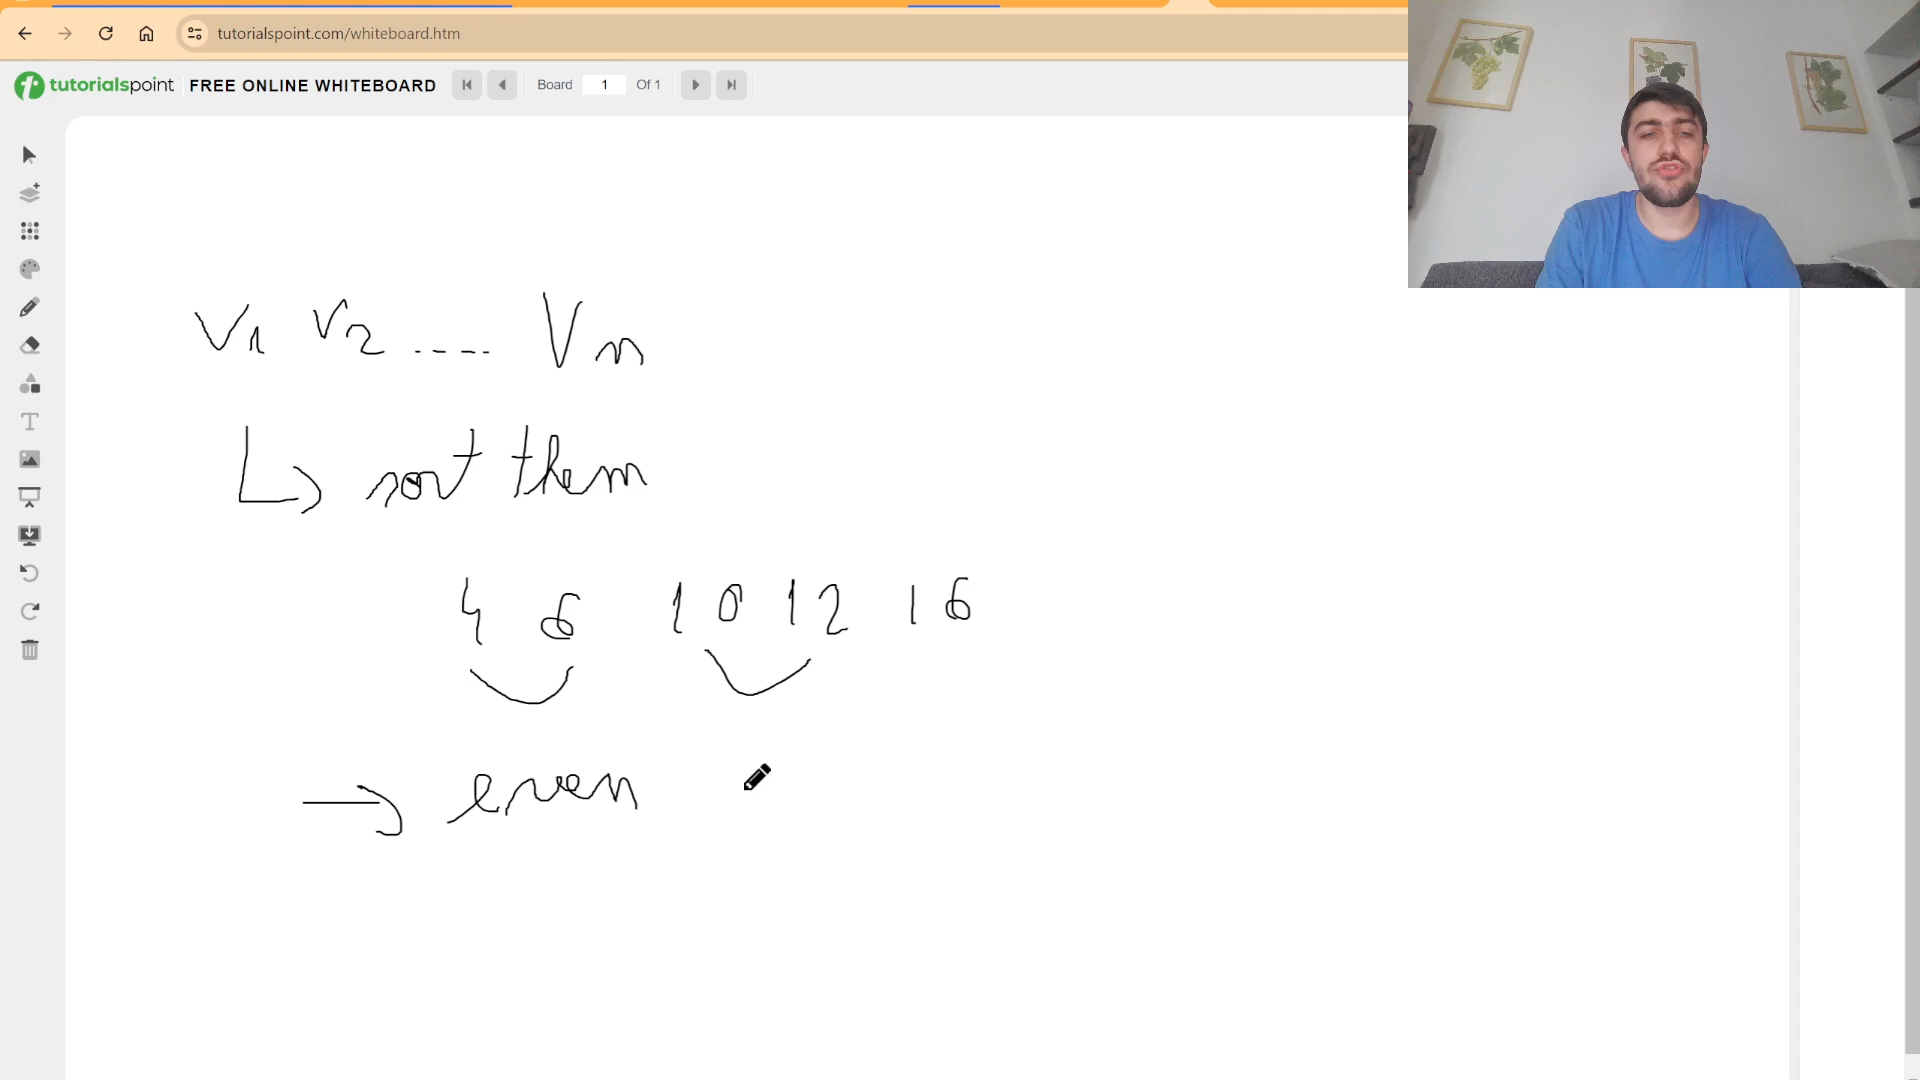 tutorialspoint.com/whiteboard.htm
tutorialspoint FREE ONLINE WHITEBOARD Board 1 Of 1
V1 V2 .... Vn
sort them
4 6 10 12 16
→ even